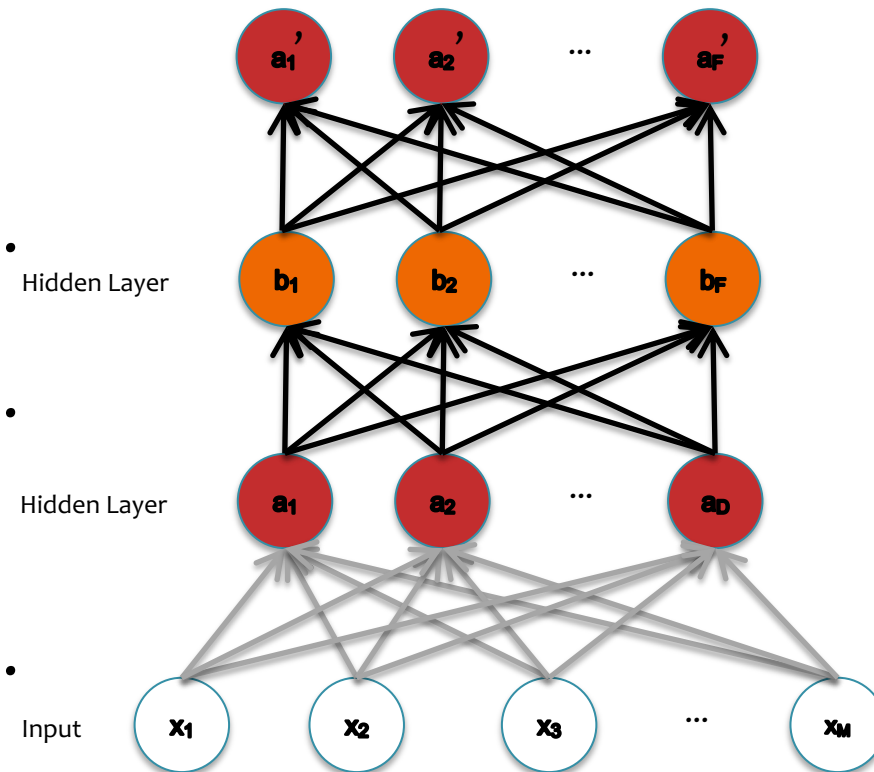 a₁’ a₂’ ... aF’
•
Hidden Layer b₁ b₂ ... bF
•
Hidden Layer a₁ a₂ ... aD
•
Input x₁ x₂ x₃ ... xM